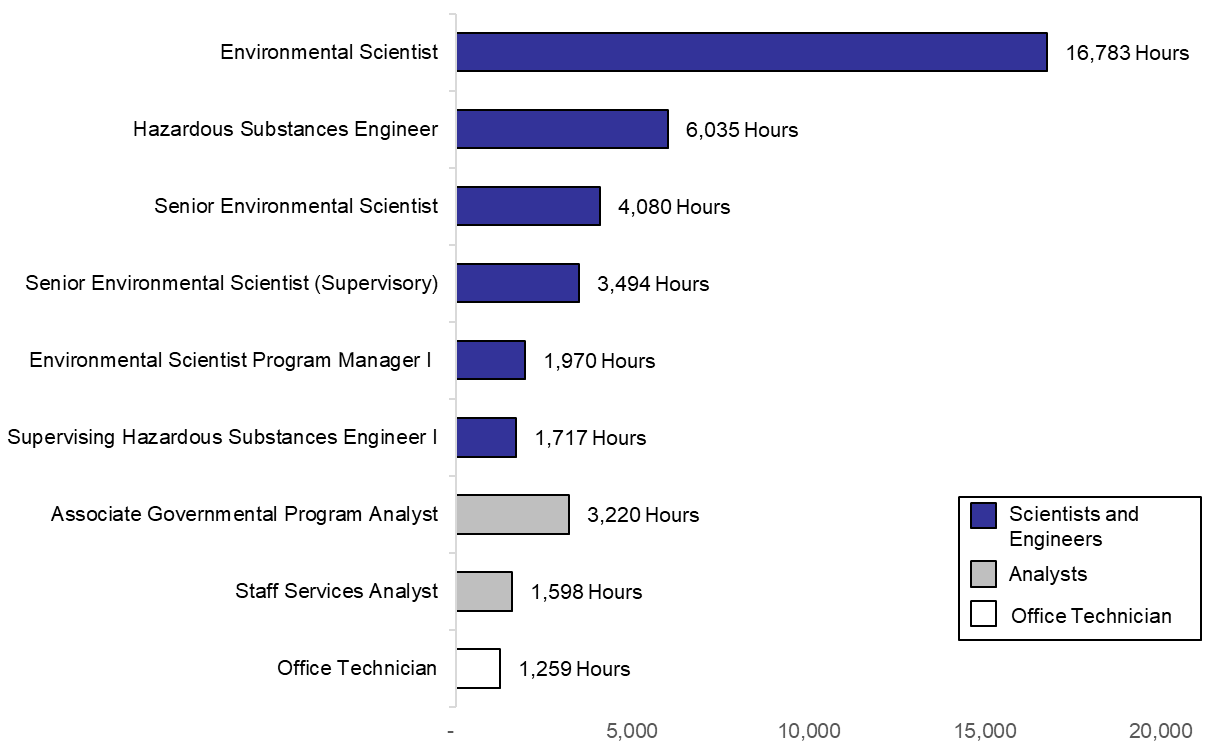 Environmental Scientist
16,783 Hours
Hazardous Substances Engineer
6,035 Hours
Senior Environmental Scientist
4,080 Hours
Senior Environmental Scientist (Supervisory)
3,494 Hours
Environmental Scientist Program Manager I
1,970 Hours
Supervising Hazardous Substances Engineer I
1,717 Hours
Associate Governmental Program Analyst
3,220 Hours
Staff Services Analyst
1,598 Hours
Office Technician
1,259 Hours
Scientists and
Engineers
Analysts
Office Technician
- 5,000 10,000 15,000 20,000